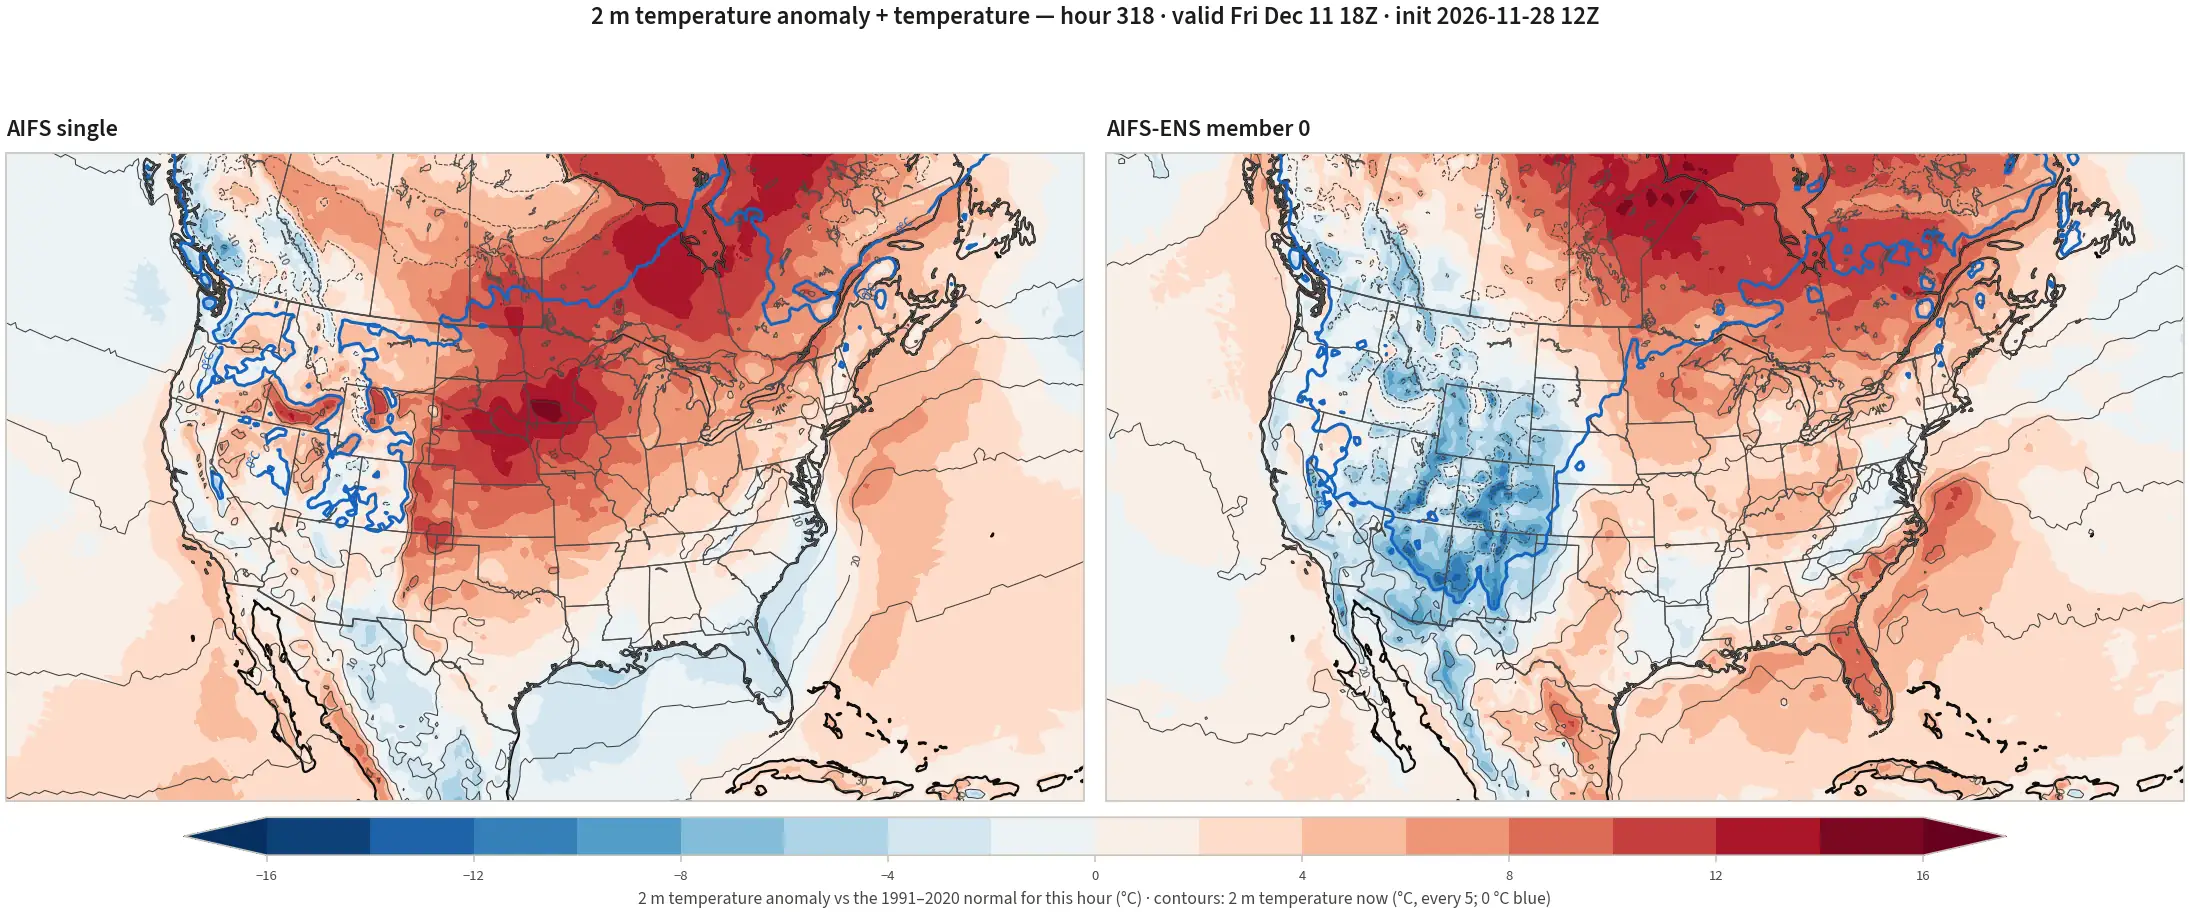 2 m temperature anomaly + temperature — hour 318 · valid Fri Dec 11 18Z · init 2026-11-28 12Z
AIFS single
AIFS-ENS member 0
−16 −12 −8 −4 0 4 8 12 16
2 m temperature anomaly vs the 1991–2020 normal for this hour (°C) · contours: 2 m temperature now (°C, every 5; 0 °C blue)